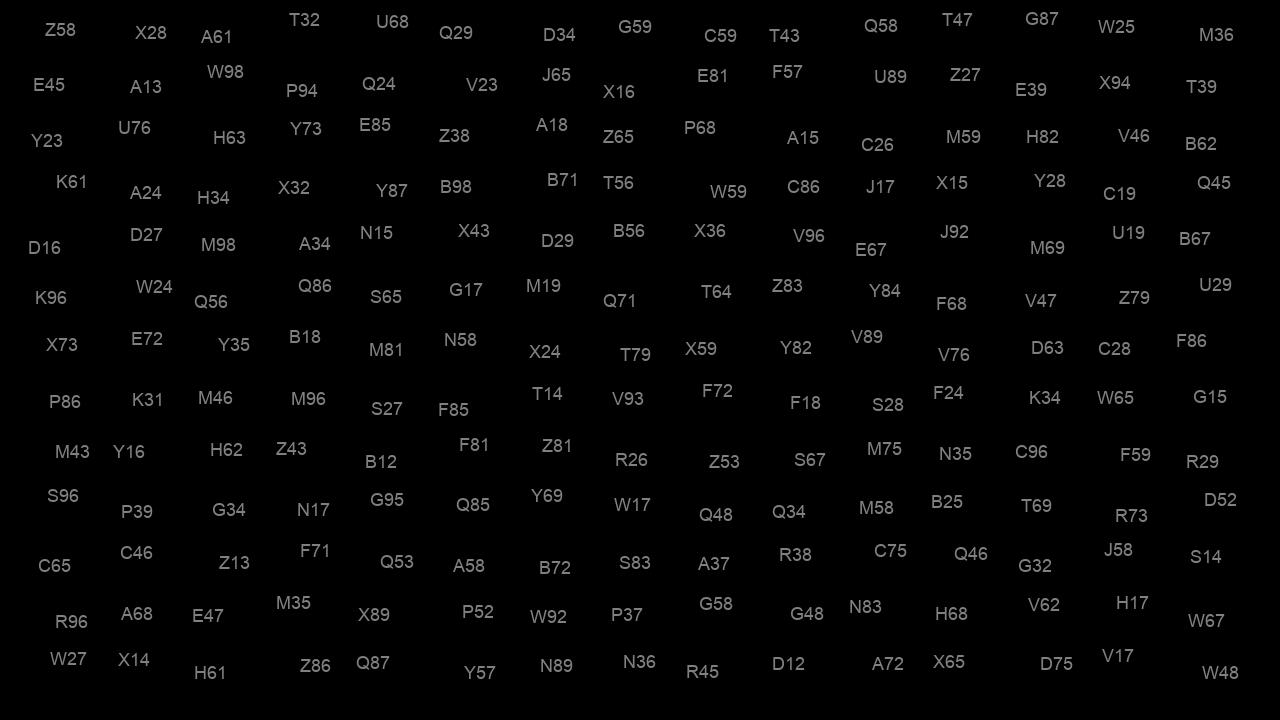 Z58 X28 A61 T32 U68 Q29 D34 G59 C59 T43 Q58 T47 G87 W25 M36
E45 A13 W98 P94 Q24 V23 J65 X16 E81 F57 U89 Z27 E39 X94 T39
Y23 U76 H63 Y73 E85 Z38 A18 Z65 P68 A15 C26 M59 H82 V46 B62
K61 A24 H34 X32 Y87 B98 B71 T56 W59 C86 J17 X15 Y28 C19 Q45
D16 D27 M98 A34 N15 X43 D29 B56 X36 V96 E67 J92 M69 U19 B67
K96 W24 Q56 Q86 S65 G17 M19 Q71 T64 Z83 Y84 F68 V47 Z79 U29
X73 E72 Y35 B18 M81 N58 X24 T79 X59 Y82 V89 V76 D63 C28 F86
P86 K31 M46 M96 S27 F85 T14 V93 F72 F18 S28 F24 K34 W65 G15
M43 Y16 H62 Z43 B12 F81 Z81 R26 Z53 S67 M75 N35 C96 F59 R29
S96 P39 G34 N17 G95 Q85 Y69 W17 Q48 Q34 M58 B25 T69 R73 D52
C65 C46 Z13 F71 Q53 A58 B72 S83 A37 R38 C75 Q46 G32 J58 S14
R96 A68 E47 M35 X89 P52 W92 P37 G58 G48 N83 H68 V62 H17 W67
W27 X14 H61 Z86 Q87 Y57 N89 N36 R45 D12 A72 X65 D75 V17 W48